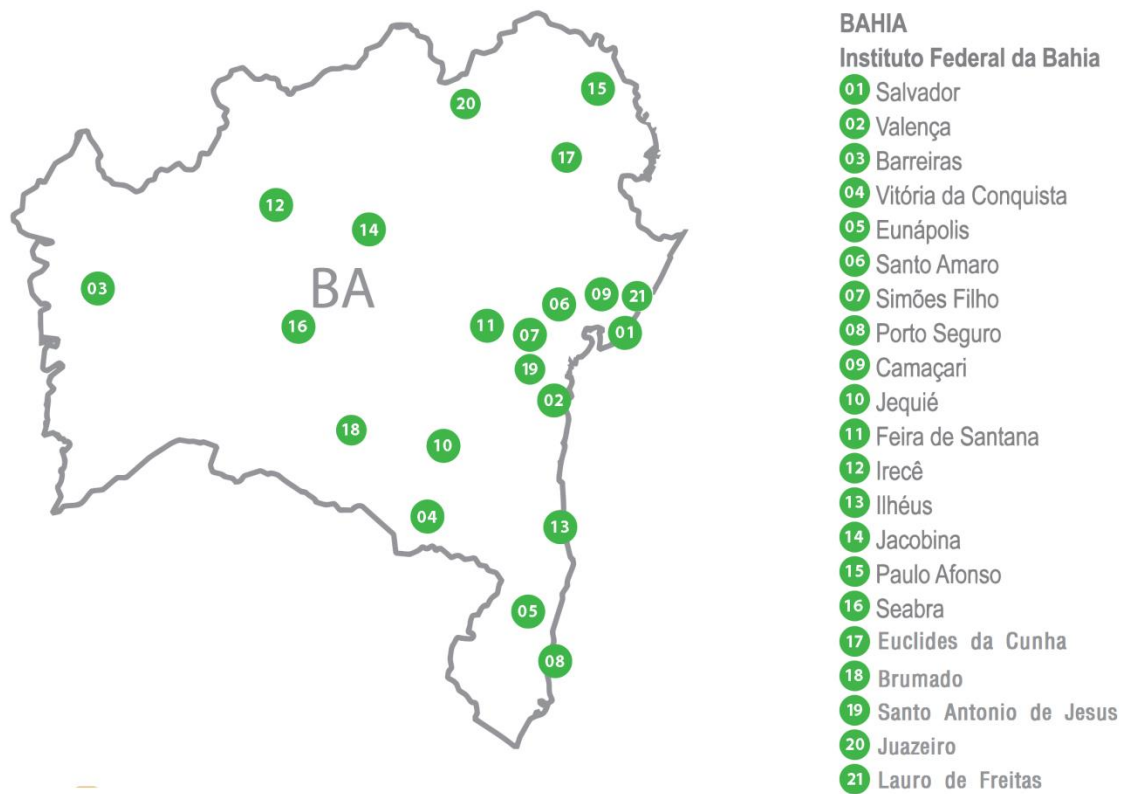 20
15
17
12
14
03
BA
16
11
07
06
09
21
01
19
02
18
10
04
13
05
08
BAHIA
Instituto Federal da Bahia
01 Salvador
02 Valença
03 Barreiras
04 Vitória da Conquista
05 Eunápolis
06 Santo Amaro
07 Simões Filho
08 Porto Seguro
09 Camaçari
10 Jequié
11 Feira de Santana
12 Irecê
13 Ilhéus
14 Jacobina
15 Paulo Afonso
16 Seabra
17 Euclides da Cunha
18 Brumado
19 Santo Antonio de Jesus
20 Juazeiro
21 Lauro de Freitas